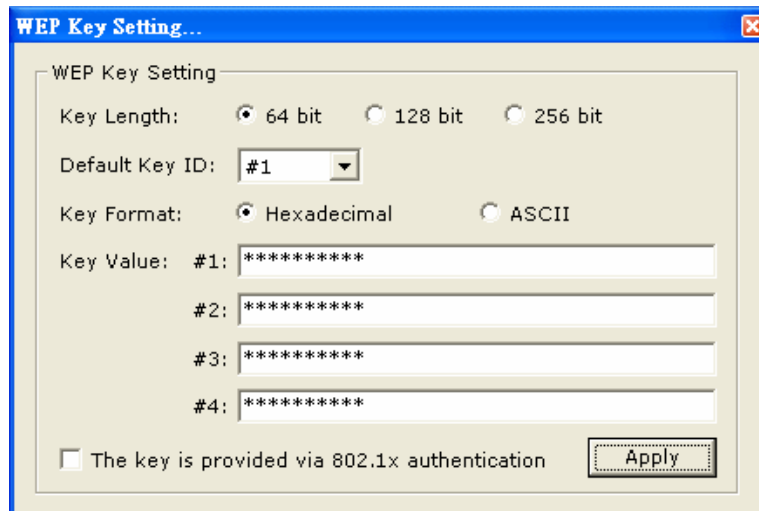 WEP Key Setting...
WEP Key Setting
Key Length: 64 bit 128 bit 256 bit
Default Key ID: #1
Key Format: Hexadecimal ASCII
Key Value: #1: **********
#2: **********
#3: **********
#4: **********
The key is provided via 802.1x authentication Apply